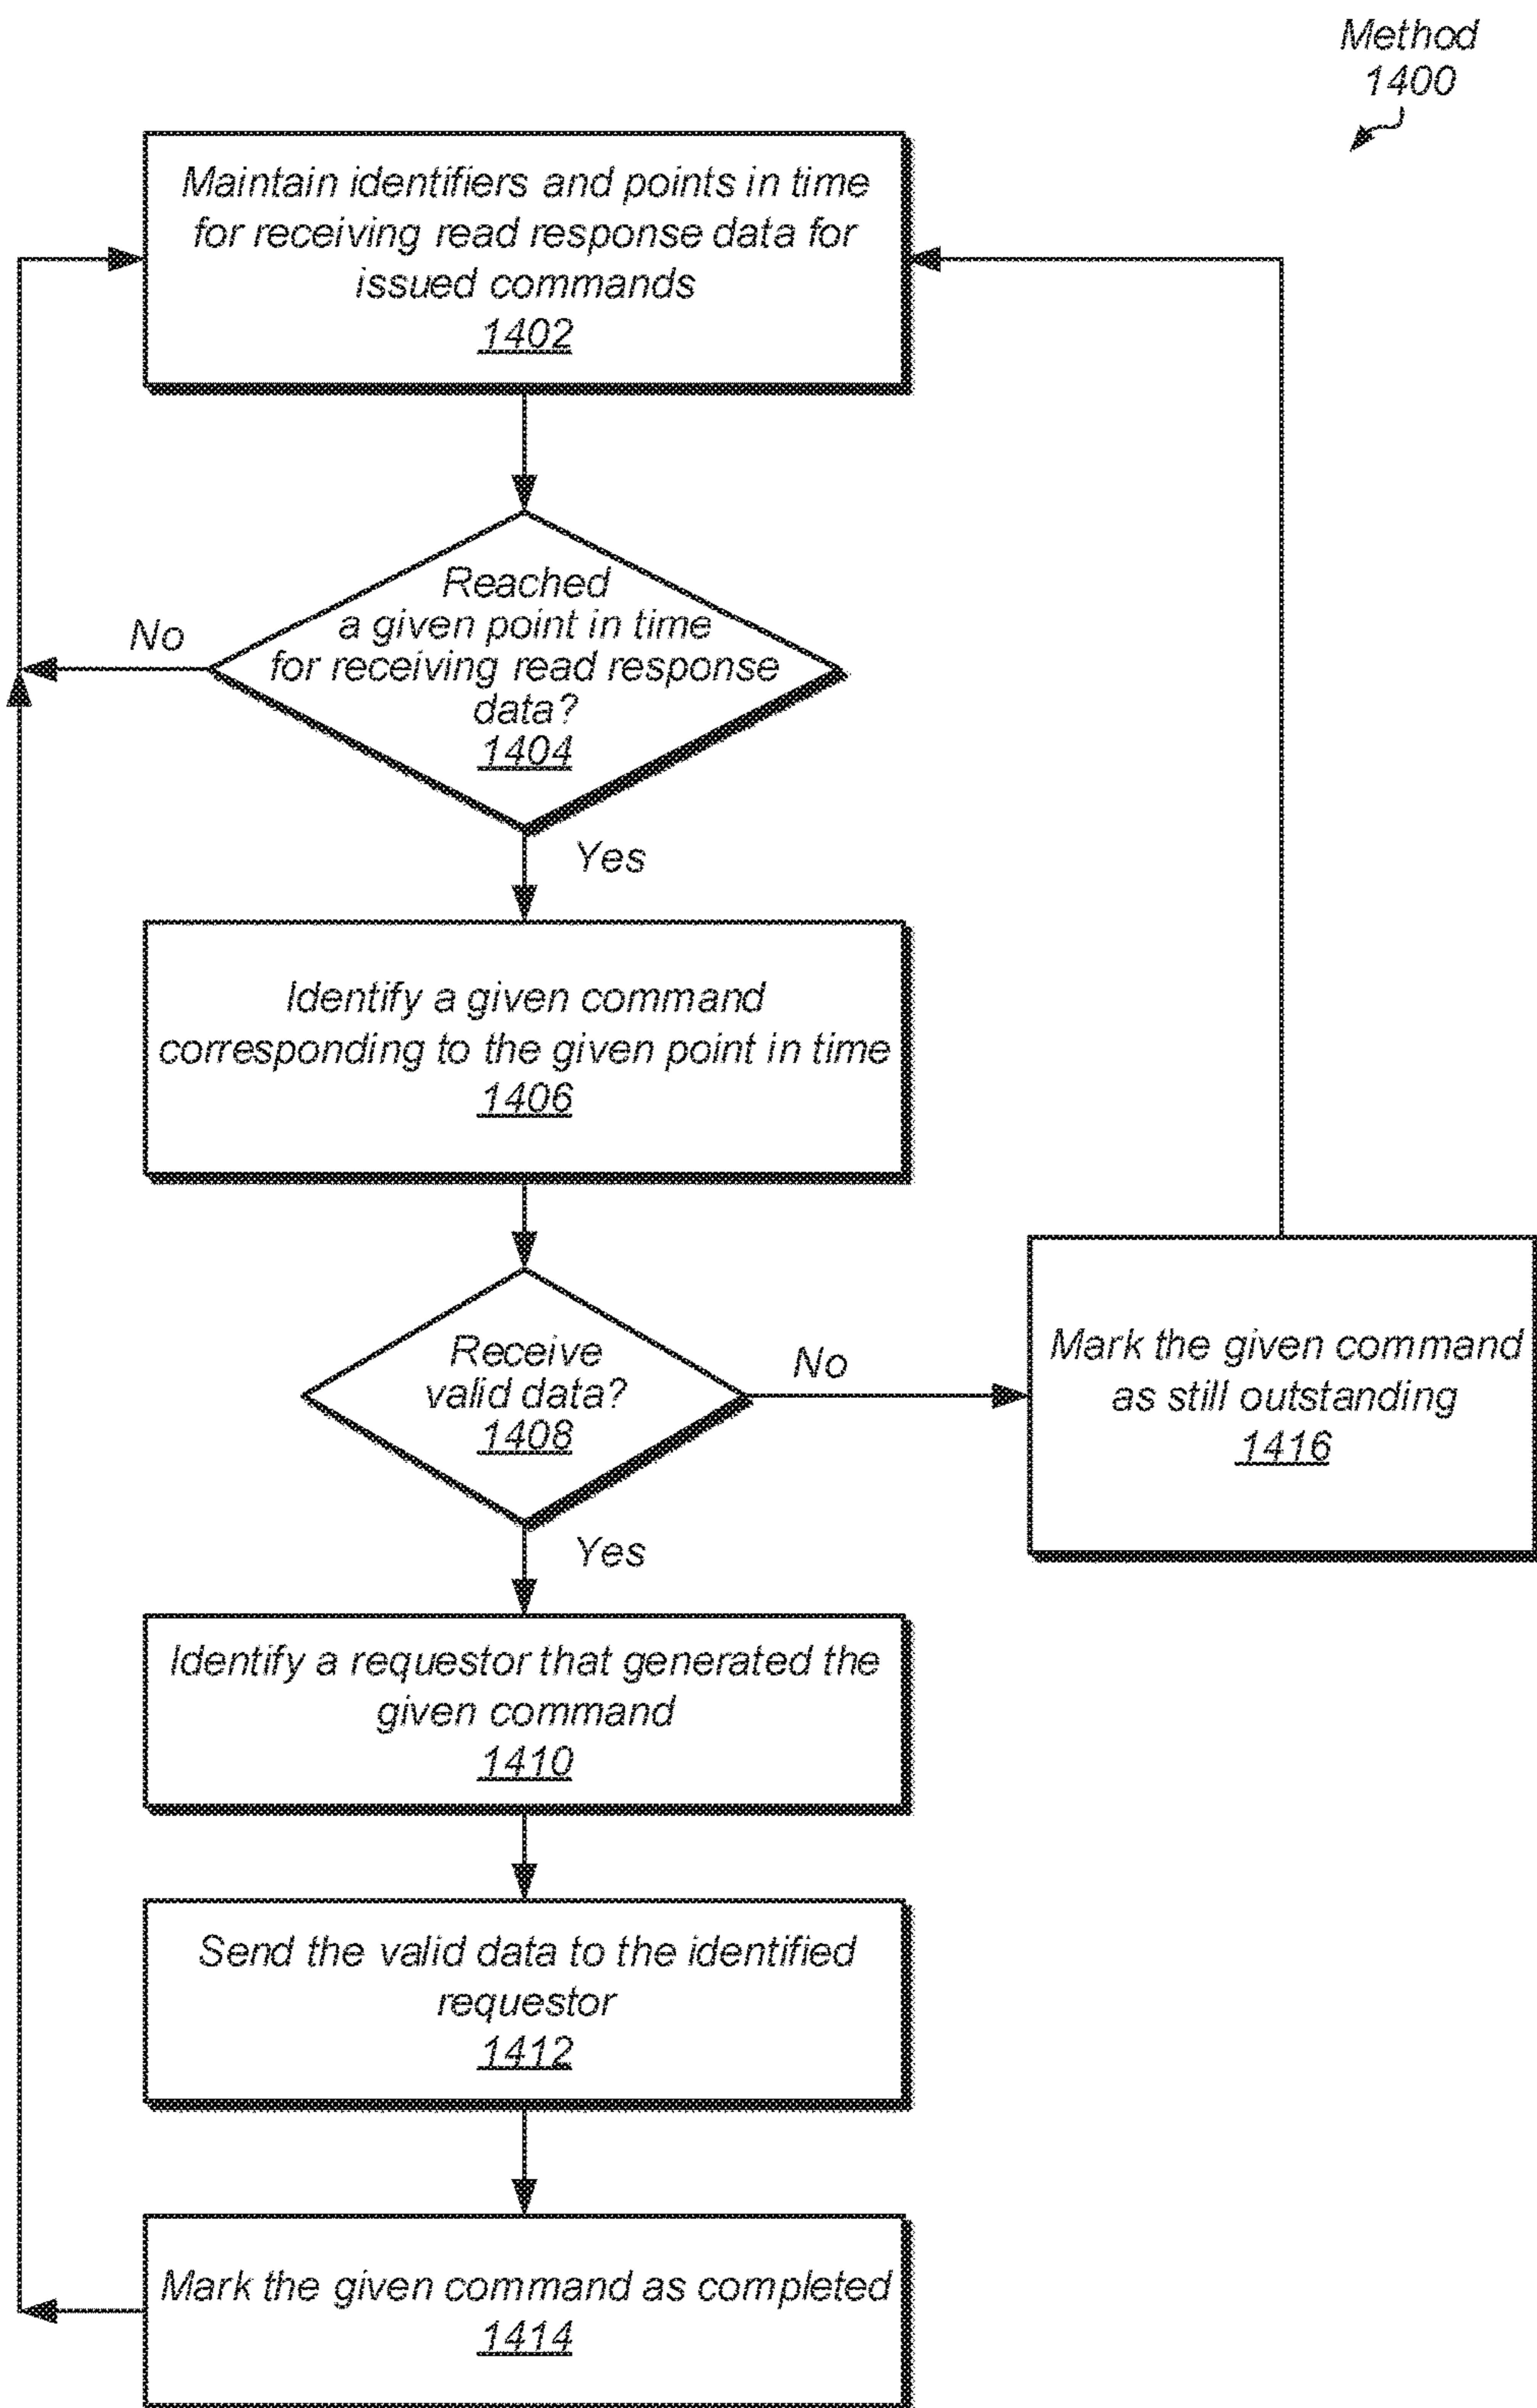 Method
1400
Maintain identifiers and points in time
for receiving read response data for
issued commands
1402
Reached
a given point in time
for receiving read response
data?
1404
No
Yes
Identify a given command
corresponding to the given point in time
1406
Receive
valid data?
1408
No
Mark the given command
as still outstanding
1416
Yes
Identify a requestor that generated the
given command
1410
Send the valid data to the identified
requestor
1412
Mark the given command as completed
1414